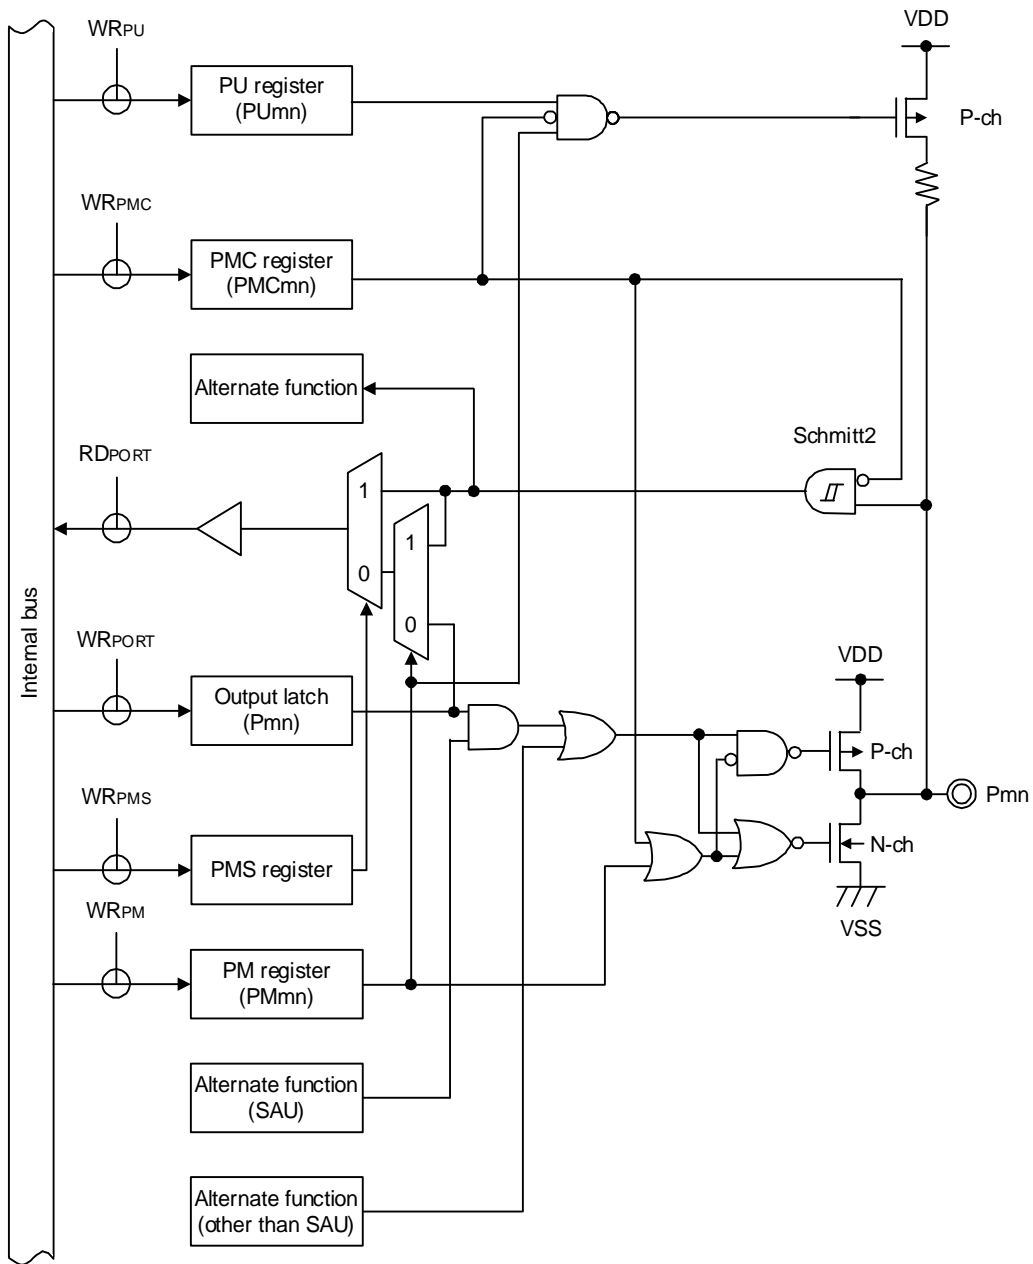 WRPU
PU register
(PUmn)
VDD
P-ch
WRPMC
PMC register
(PMCmn)
Alternate function
Schmitt2
RDPORT
1
1
0
0
Internal bus
WRPORT
Output latch
(Pmn)
VDD
P-ch
Pmn
WRPMS
PMS register
N-ch
VSS
WRPM
PM register
(PMmn)
Alternate function
(SAU)
Alternate function
(other than SAU)